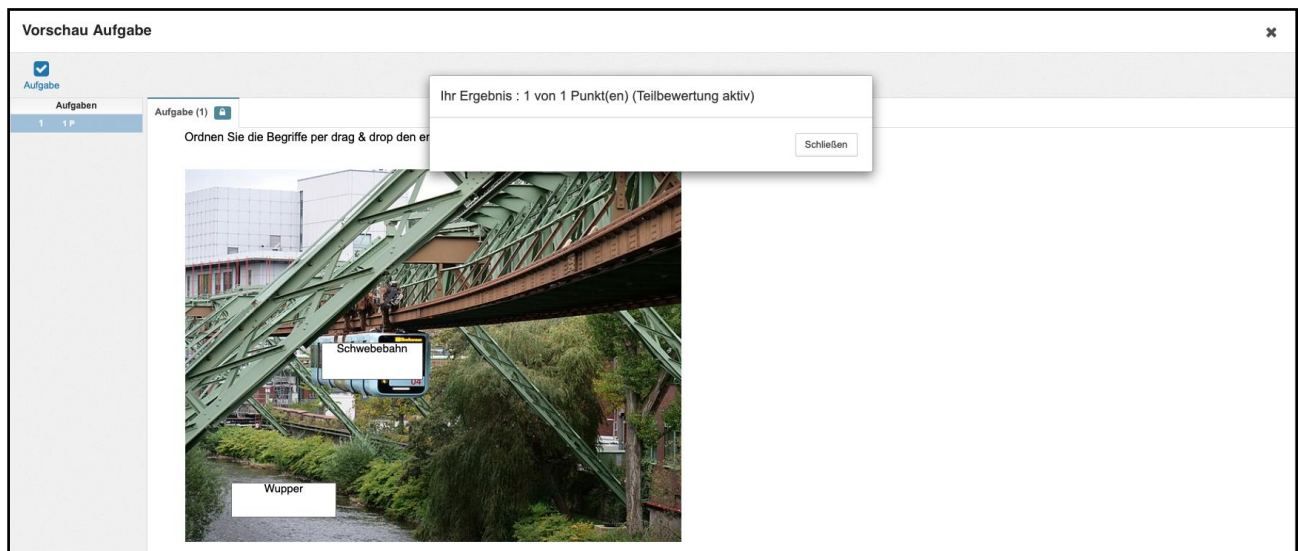 Vorschau Aufgabe
Aufgabe
Aufgaben
1 1 P
Aufgabe (1)
Ihr Ergebnis : 1 von 1 Punkt(en) (Teilbewertung aktiv)
Schließen
Ordnen Sie die Begriffe per drag & drop den
Schwebebahn
04
Wupper